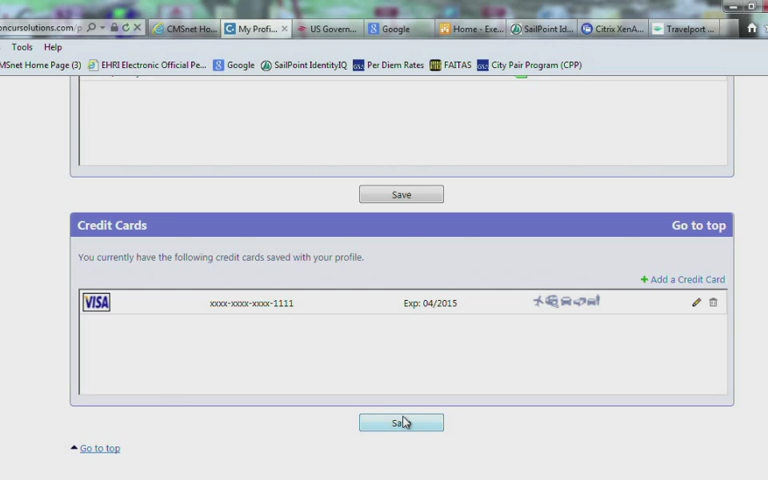 oncursolutions.com/p
CMSnet Ho...
My Profi...
US Govern...
Google
Home - Exe...
SailPoint Id...
Citrix XenA...
Travelport ...
Tools Help
MSnet Home Page (3) EHRI Electronic Official Pe... Google SailPoint IdentityIQ Per Diem Rates FAITAS City Pair Program (CPP)
Save
Credit Cards Go to top
You currently have the following credit cards saved with your profile.
+ Add a Credit Card
VISA xxxx-xxxx-xxxx-1111 Exp: 04/2015
Save
Go to top